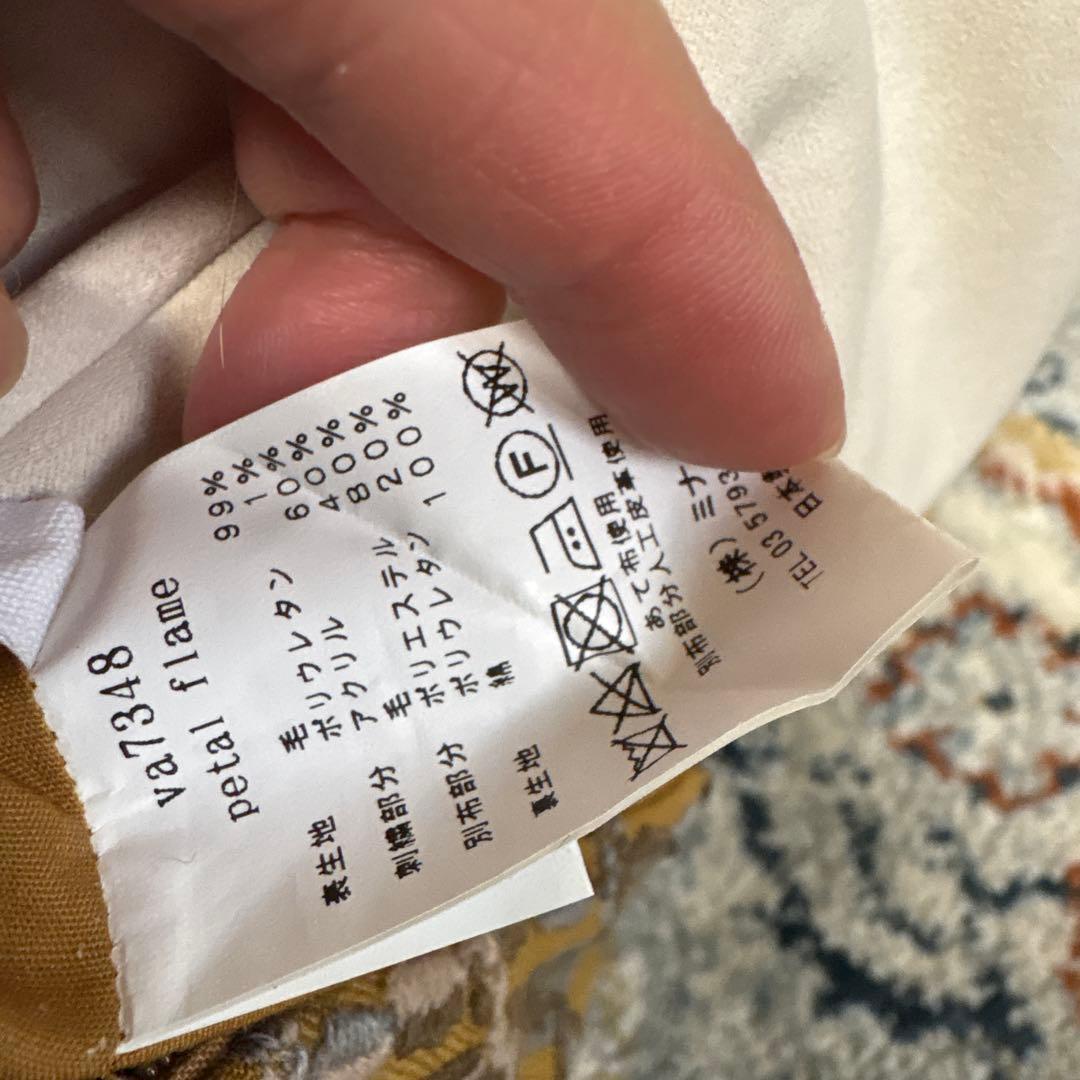 va7348
petal flame
表生地 毛 99%
ポリウレタン 1%
刺繍部分 アクリル 60%
毛 40%
別布部分 ポリエステル 80%
ポリウレタン 20%
裏生地 綿 100%
W F
あて布使用
別布部分人工皮革使用
(株)ミナ
TEL 03 5793
日本